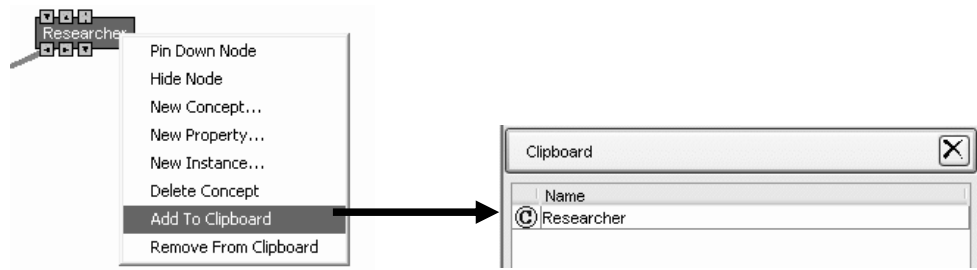 Researcher
Pin Down Node
Hide Node
New Concept...
New Property...
New Instance...
Delete Concept
Add To Clipboard
Remove From Clipboard
Clipboard
Name
© Researcher